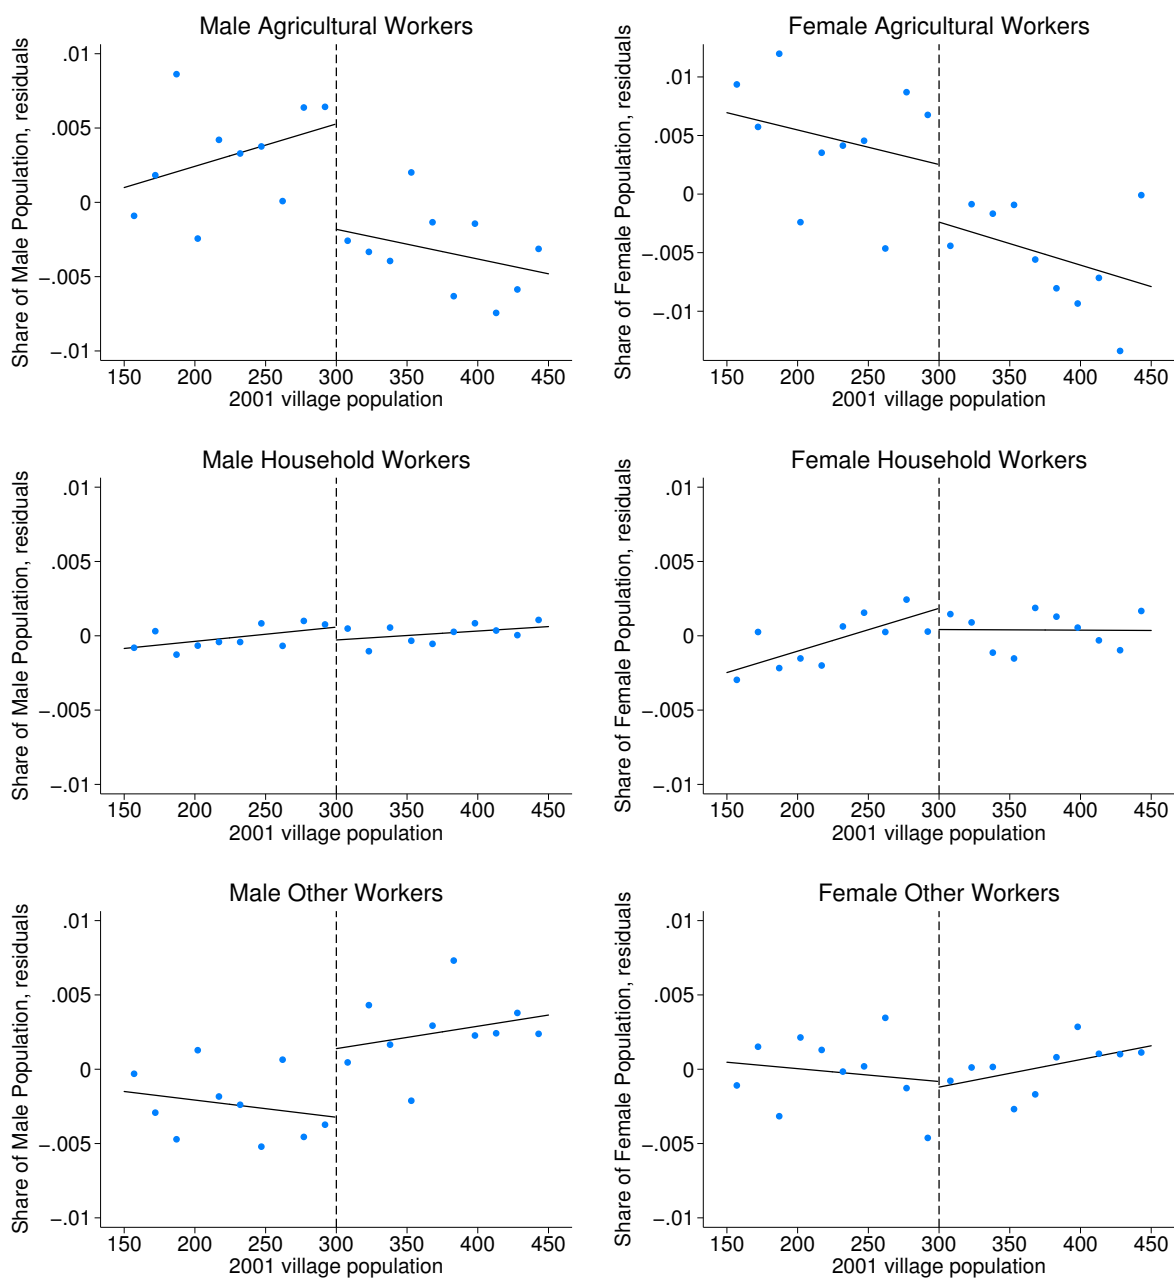 Male Agricultural Workers
Share of Male Population, residuals
.01
.005
0
−.005
−.01
150 200 250 300 350 400 450
2001 village population
Female Agricultural Workers
Share of Female Population, residuals
.01
.005
0
−.005
−.01
150 200 250 300 350 400 450
2001 village population
Male Household Workers
Share of Male Population, residuals
.01
.005
0
−.005
−.01
150 200 250 300 350 400 450
2001 village population
Female Household Workers
Share of Female Population, residuals
.01
.005
0
−.005
−.01
150 200 250 300 350 400 450
2001 village population
Male Other Workers
Share of Male Population, residuals
.01
.005
0
−.005
−.01
150 200 250 300 350 400 450
2001 village population
Female Other Workers
Share of Female Population, residuals
.01
.005
0
−.005
−.01
150 200 250 300 350 400 450
2001 village population